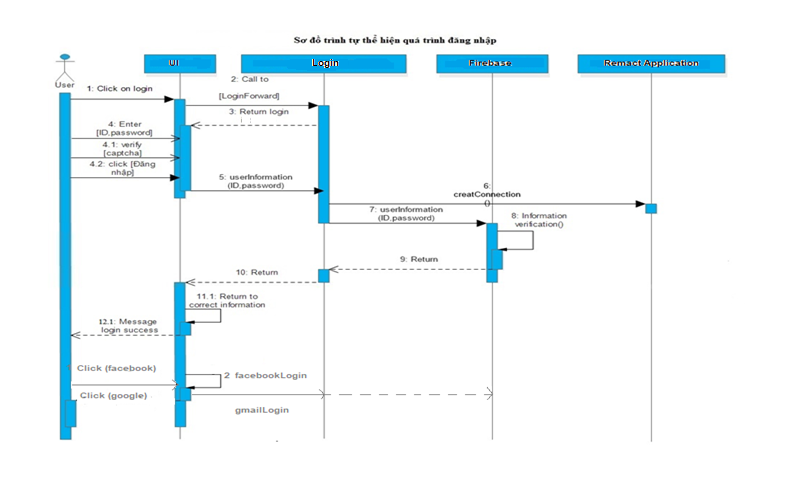 Sơ đồ trình tự thể hiện quá trình đăng nhập
User
UI
Login
Firebase
Remact Application
1: Click on login
2: Call to
[LoginForward]
3: Return login
4: Enter
[ID,password]
4.1: verify
[captcha]
4.2: click [Đăng
nhập]
5: userInformation
(ID,password)
6:
creatConnection
()
7: userInformation
(ID,password)
8: Information
verification()
9: Return
10: Return
11.1: Return to
correct information
12.1: Message
login success
Click (facebook)
2 facebookLogin
Click (google)
gmailLogin